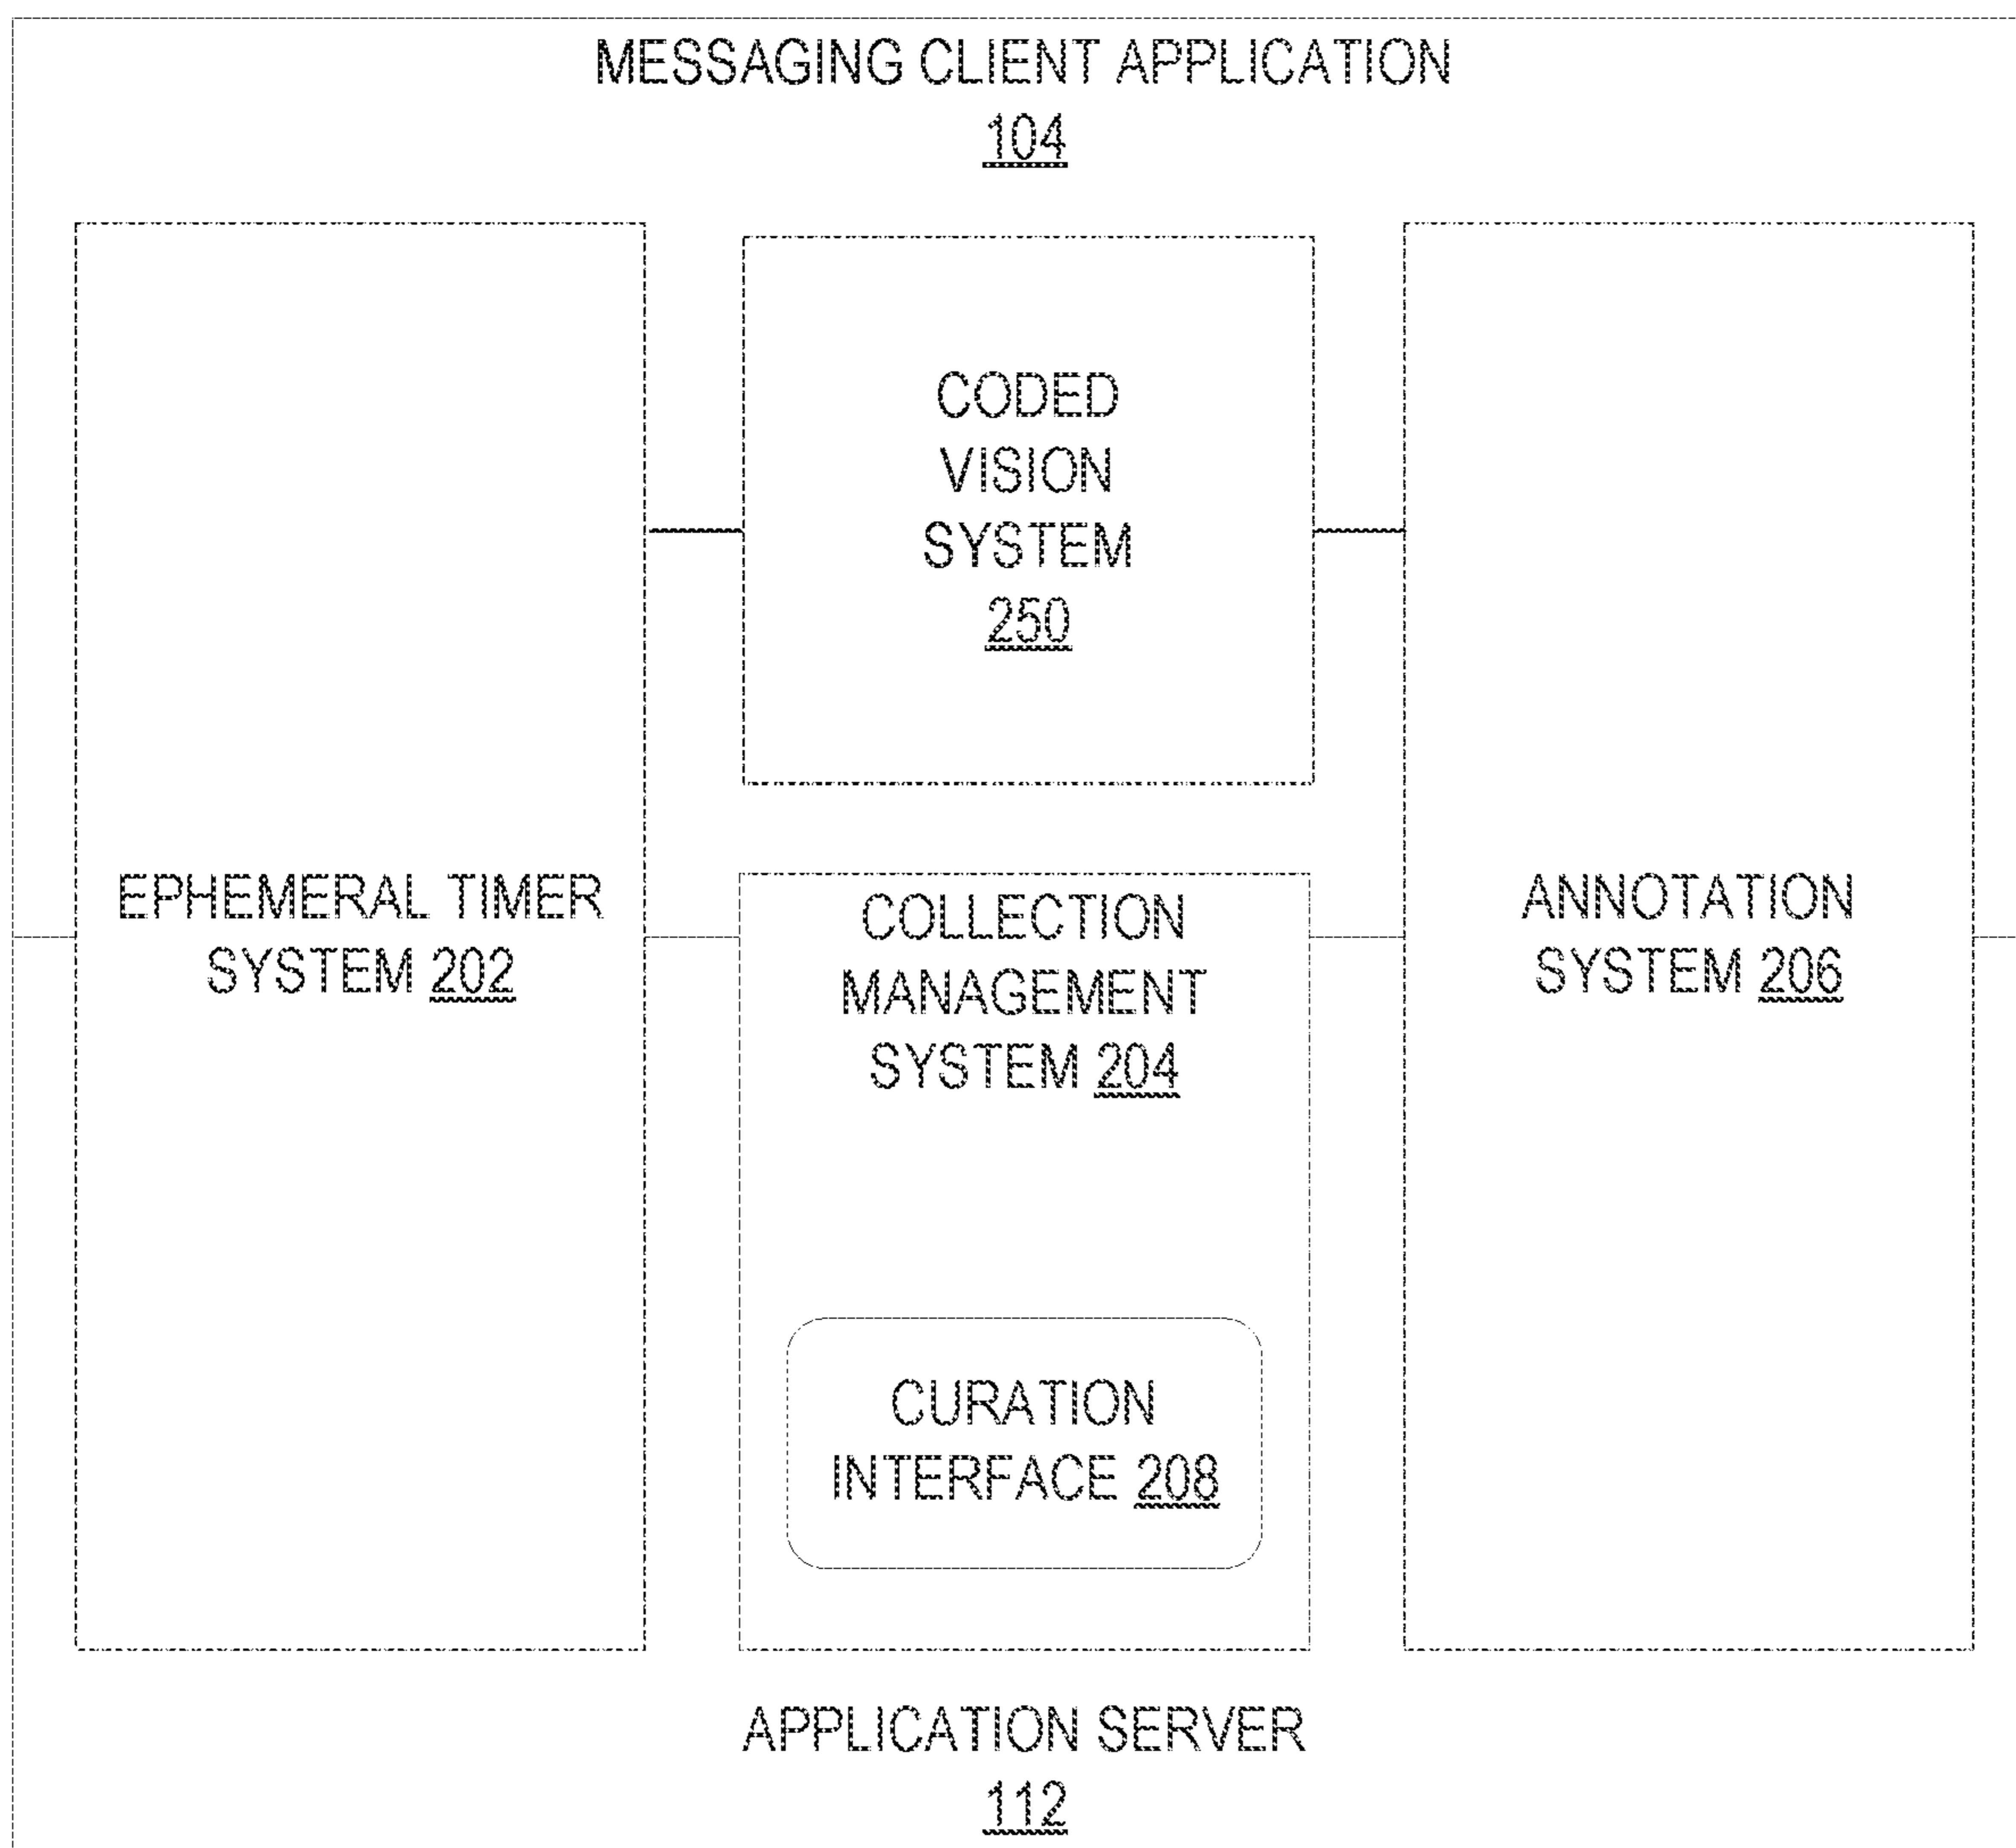 MESSAGING CLIENT APPLICATION
104
CODED
VISION
SYSTEM
250
EPHEMERAL TIMER
SYSTEM 202
COLLECTION
MANAGEMENT
SYSTEM 204
ANNOTATION
SYSTEM 206
CURATION
INTERFACE 208
APPLICATION SERVER
112